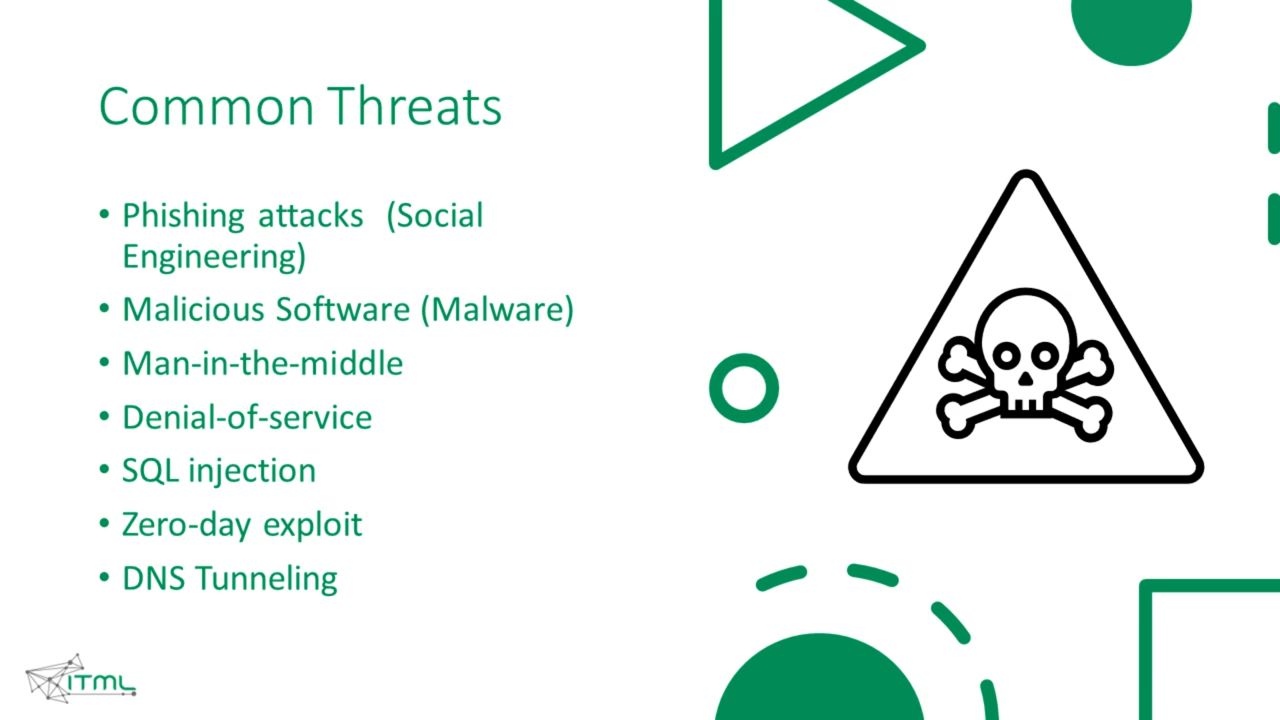 Common Threats
• Phishing attacks (Social
Engineering)
• Malicious Software (Malware)
• Man-in-the-middle
• Denial-of-service
• SQL injection
• Zero-day exploit
• DNS Tunneling
ITML